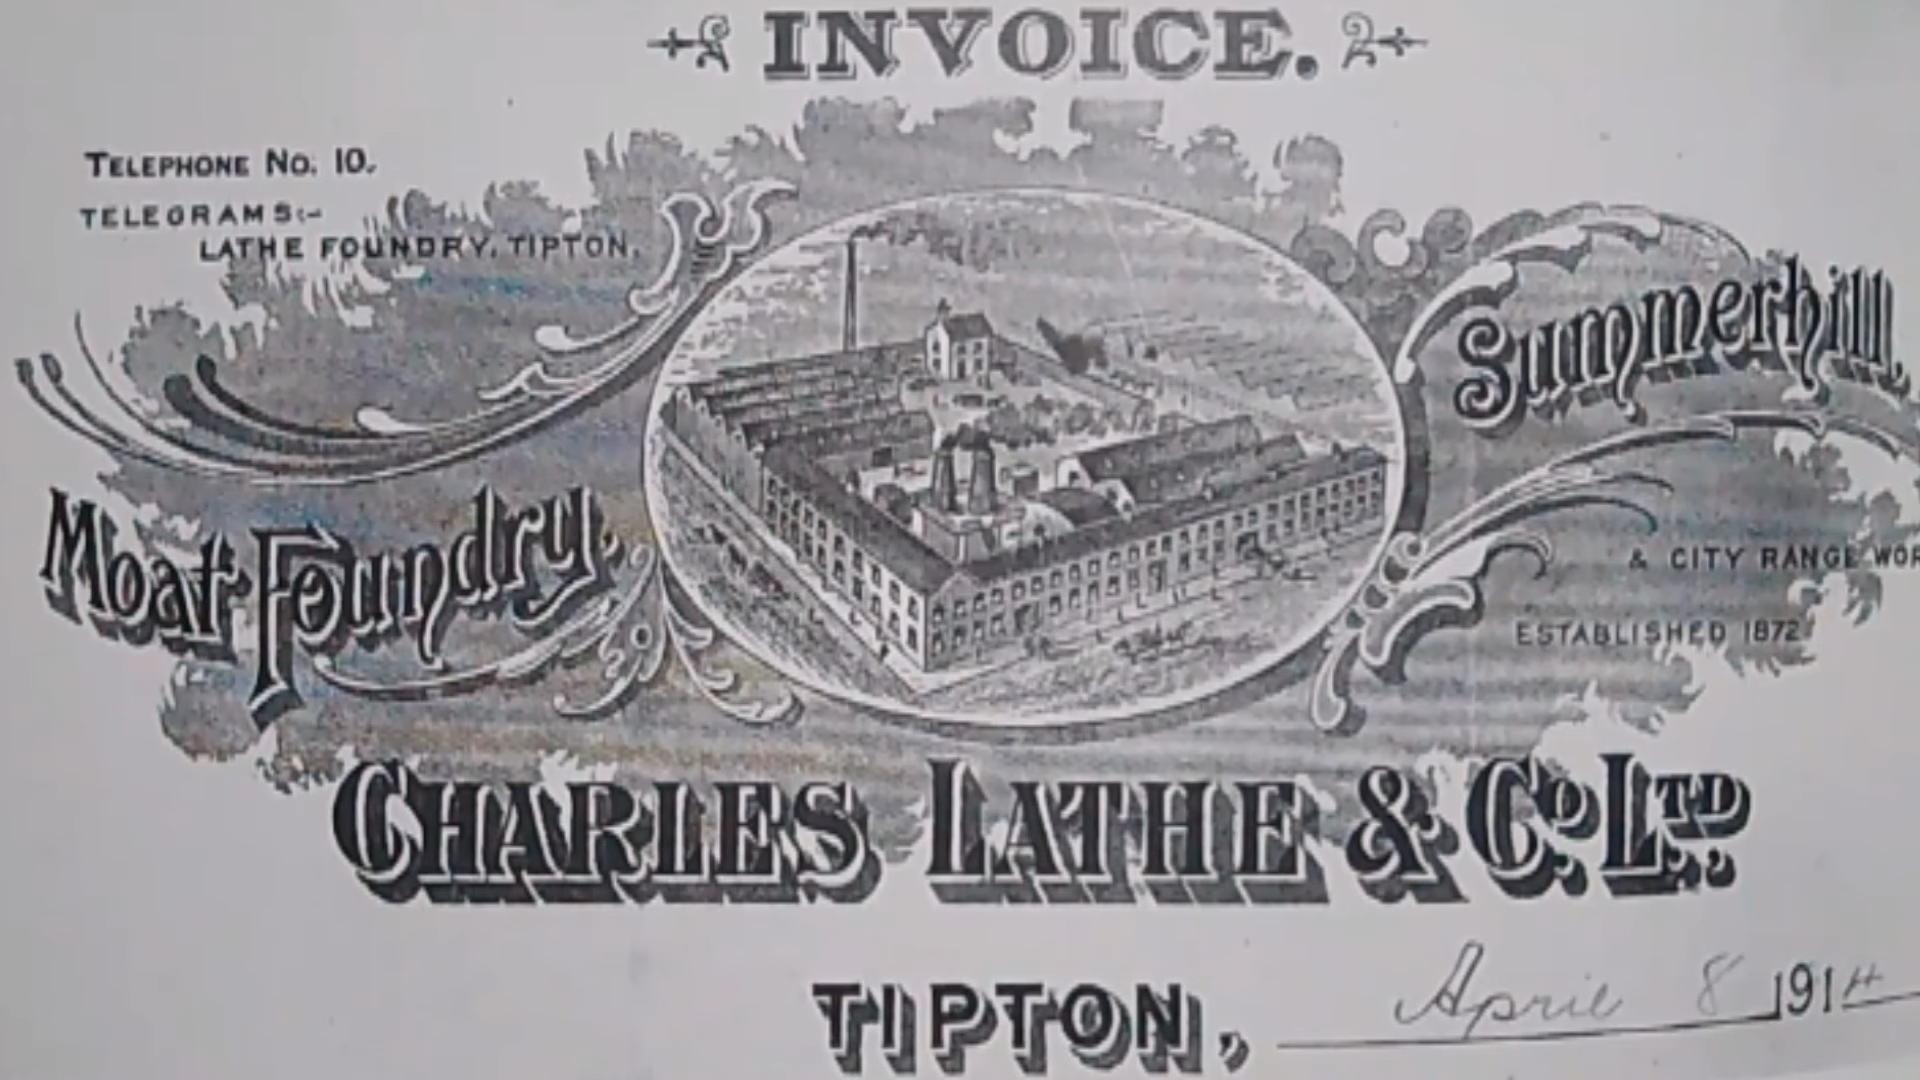 INVOICE.
TELEPHONE NO. 10.
TELEGRAMS:-
LATHE FOUNDRY, TIPTON.
Summerhill,
Moat Foundry,
& CITY RANGE WOR
ESTABLISHED 1872
CHARLES LATHE & CO. LTD.
TIPTON, April 8 1914